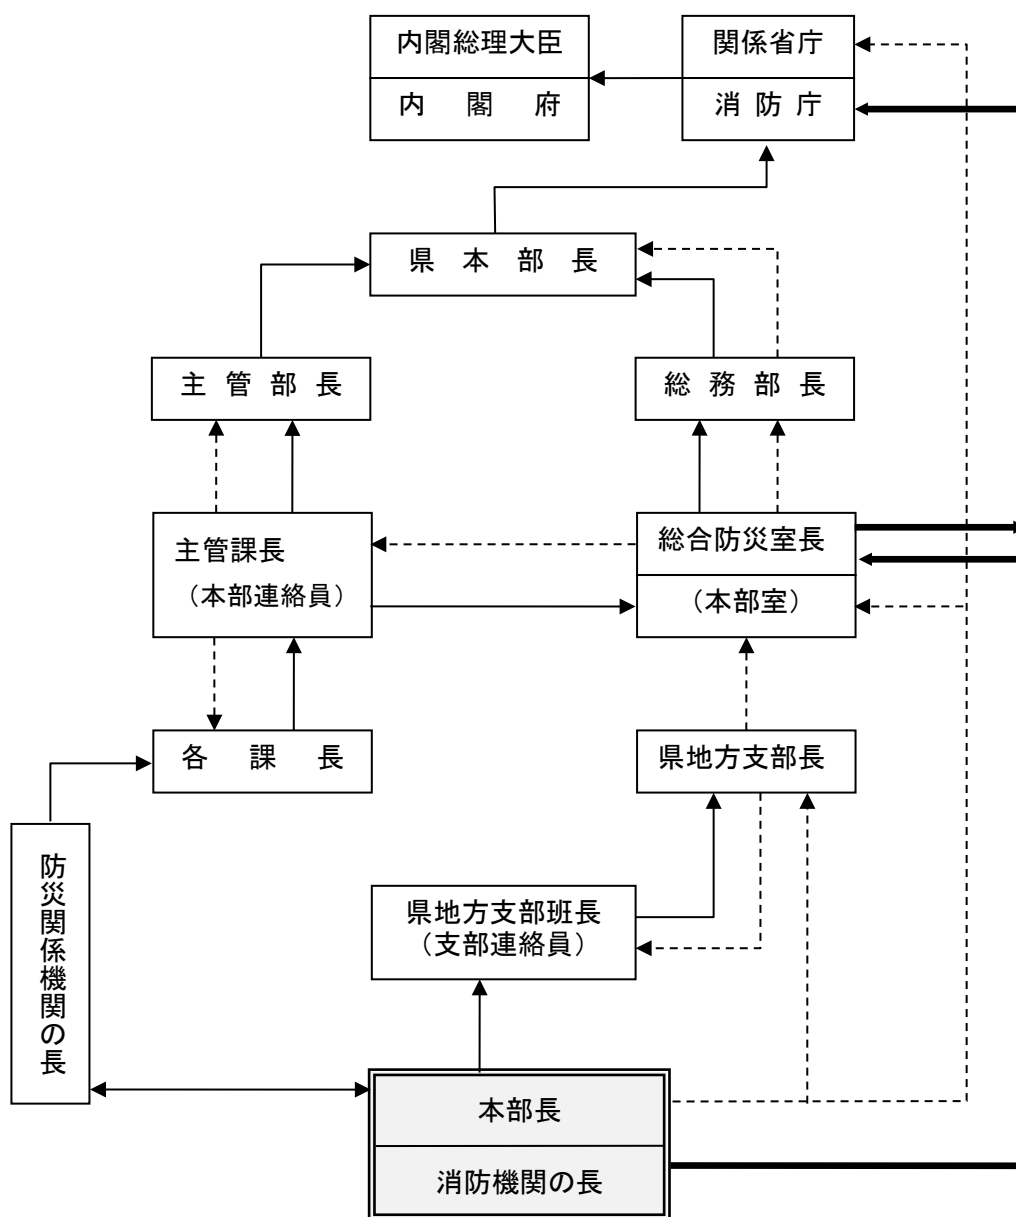 内閣総理大臣
内閣府
関係省庁
消防庁
県本部長
主管部長
総務部長
主管課長
（本部連絡員）
総合防災室長
（本部室）
各課長
県地方支部長
防災関係機関の長
県地方支部班長
（支部連絡員）
本部長
消防機関の長